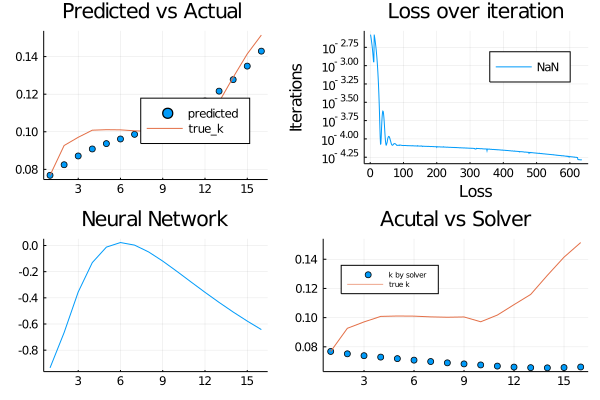 Predicted vs Actual
0.14
0.12
0.10
0.08
predicted
true_k
3 6 9 12 15
Loss over iteration
Iterations
10^- 2.75
10^- 3.00
10^- 3.25
10^- 3.50
10^- 3.75
10^- 4.00
10^- 4.25
NaN
0 100 200 300 400 500 600
Loss
Neural Network
0.0
-0.2
-0.4
-0.6
-0.8
3 6 9 12 15
Acutal vs Solver
0.14
0.12
0.10
0.08
k by solver
true k
3 6 9 12 15